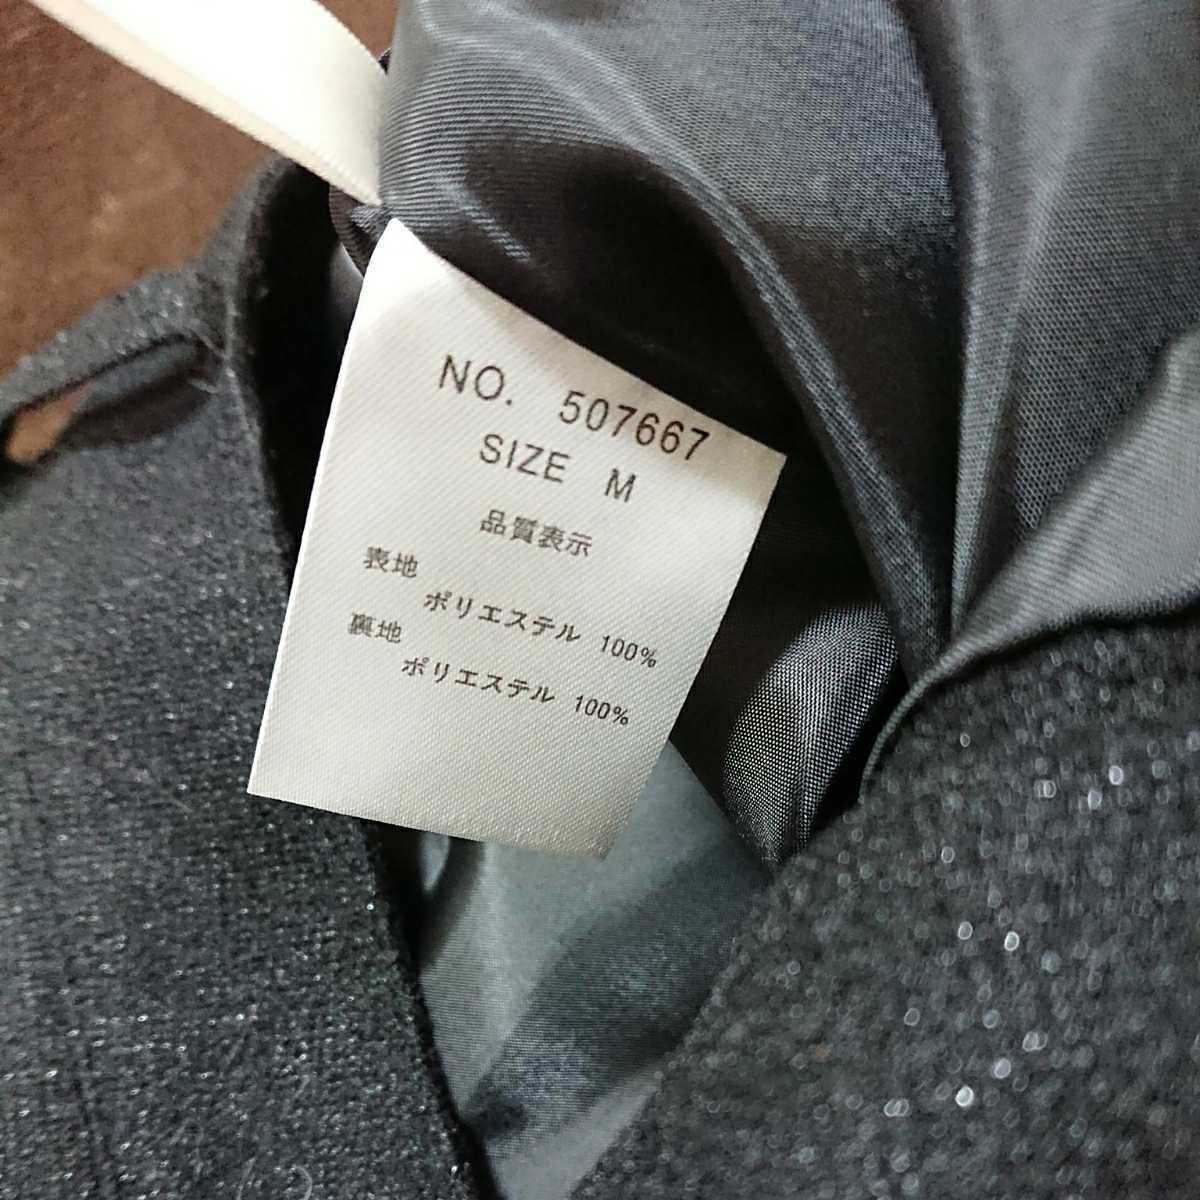 NO. 507667
SIZE M
品質表示
表地
ポリエステル 100%
裏地
ポリエステル 100%